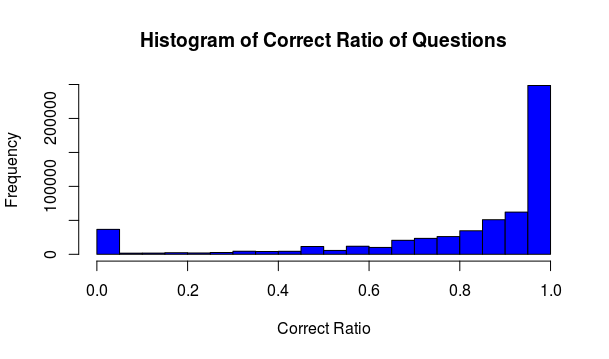 Histogram of Correct Ratio of Questions
Frequency
200000
100000
0
0.0 0.2 0.4 0.6 0.8 1.0
Correct Ratio